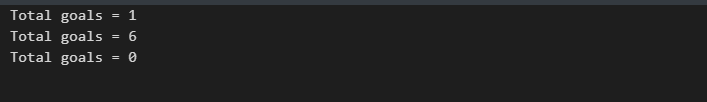 Total goals = 1
Total goals = 6
Total goals = 0